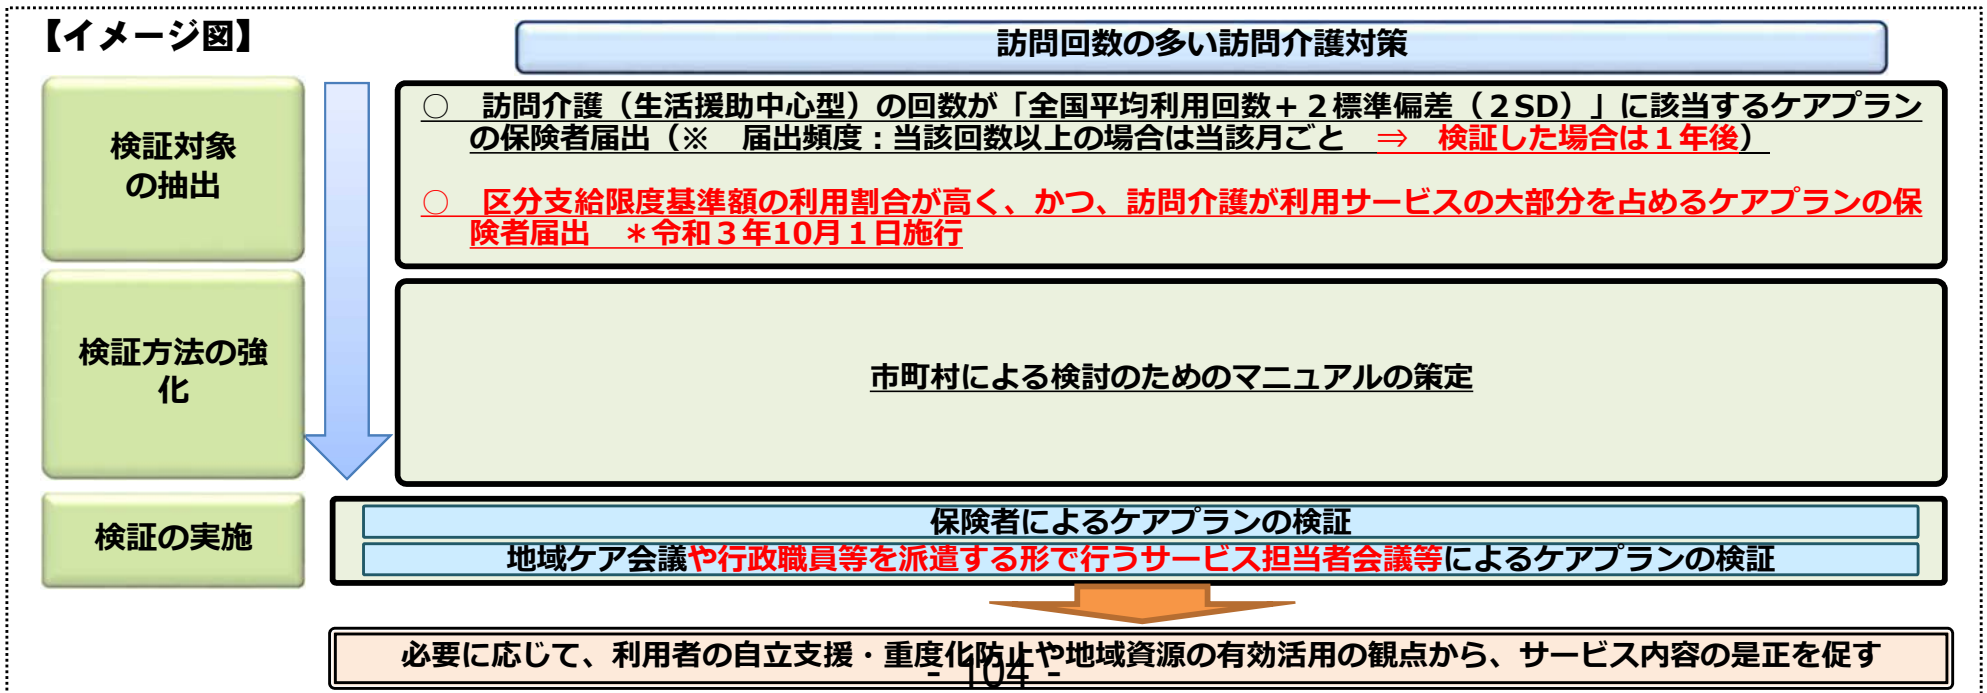 【イメージ図】
訪問回数の多い訪問介護対策
検証対象
の抽出
○ 訪問介護（生活援助中心型）の回数が「全国平均利用回数＋２標準偏差（２SD）」に該当するケアプラン
の保険者届出（※ 届出頻度：当該回数以上の場合は当該月ごと ⇒ 検証した場合は１年後）
○ 区分支給限度基準額の利用割合が高く、かつ、訪問介護が利用サービスの大部分を占めるケアプランの保
険者届出 ＊令和３年10月１日施行
検証方法の強
化
市町村による検討のためのマニュアルの策定
検証の実施
保険者によるケアプランの検証
地域ケア会議や行政職員等を派遣する形で行うサービス担当者会議等によるケアプランの検証
必要に応じて、利用者の自立支援・重度化防止や地域資源の有効活用の観点から、サービス内容の是正を促す
- 104 -